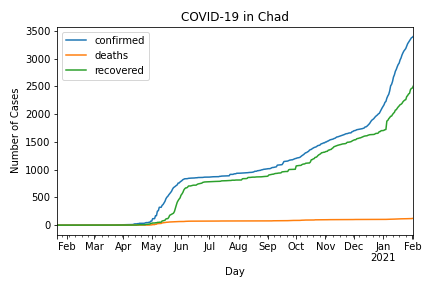 COVID-19 in Chad
confirmed
deaths
recovered
Number of Cases
3500
3000
2500
2000
1500
1000
500
0
Feb Mar Apr May Jun Jul Aug Sep Oct Nov Dec Jan Feb
2021
Day